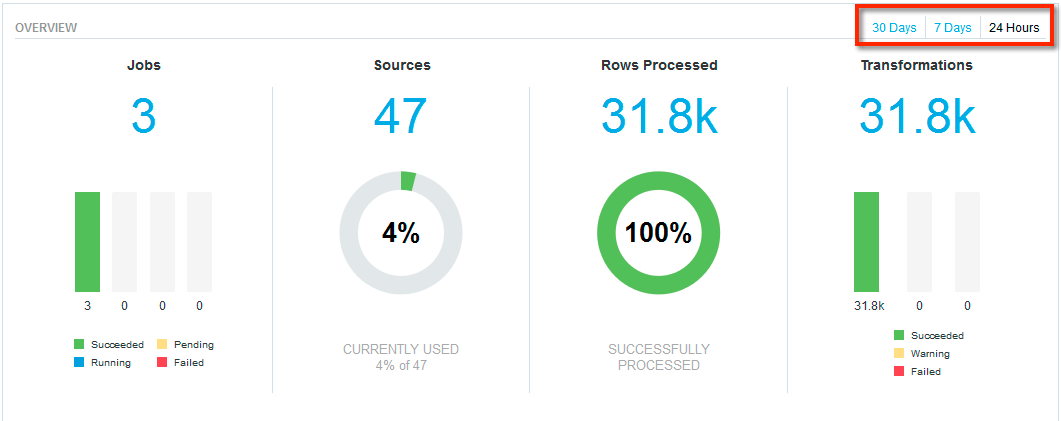 OVERVIEW
30 Days
7 Days
24 Hours
Jobs
3
3
0
0
0
Succeeded
Pending
Running
Failed
Sources
47
4%
CURRENTLY USED
4% of 47
Rows Processed
31.8k
100%
SUCCESSFULLY
PROCESSED
Transformations
31.8k
31.8k
0
0
Succeeded
Warning
Failed